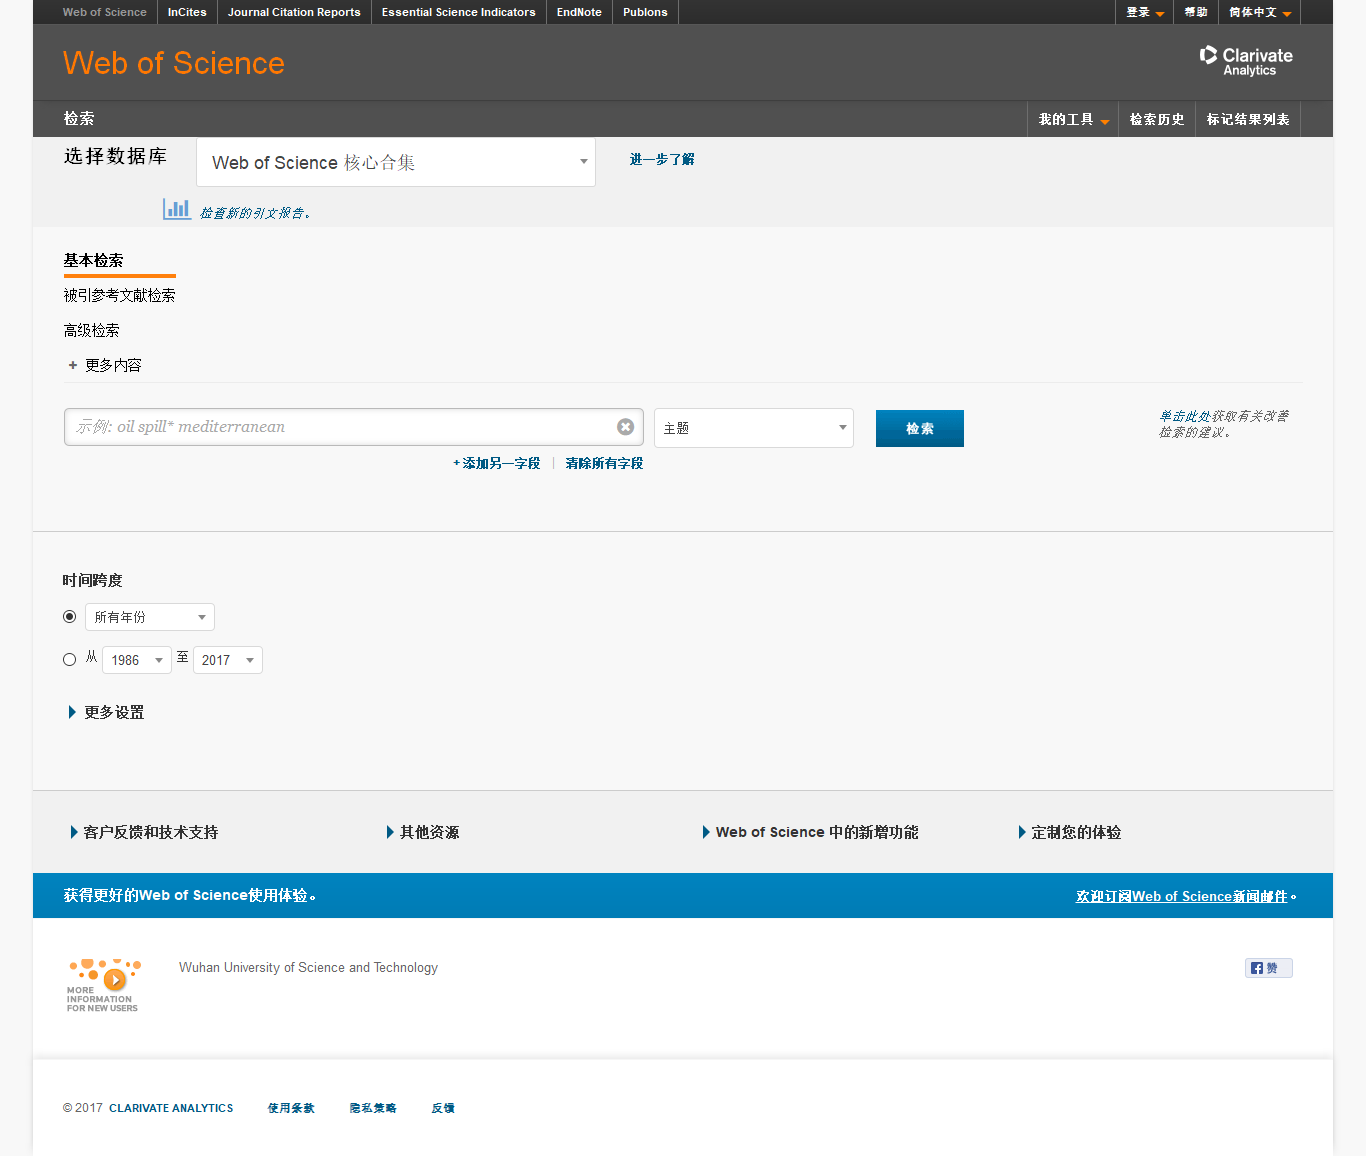 Web of Science InCites Journal Citation Reports Essential Science Indicators EndNote Publons 登录 帮助 简体中文
Web of Science
Clarivate
Analytics
检索 我的工具 检索历史 标记结果列表
选择数据库 Web of Science 核心合集 进一步了解
检查新的引文报告。
基本检索
被引参考文献检索
高级检索
+ 更多内容
示例: oil spill* mediterranean 主题 检索
单击此处获取有关改善
检索的建议。
+添加另一字段 | 清除所有字段
时间跨度
所有年份
从 1986 至 2017
更多设置
客户反馈和技术支持 其他资源 Web of Science 中的新增功能 定制您的体验
获得更好的Web of Science使用体验。 欢迎订阅Web of Science新闻邮件。
MORE
INFORMATION
FOR NEW USERS
Wuhan University of Science and Technology
赞
© 2017 CLARIVATE ANALYTICS 使用条款 隐私策略 反馈